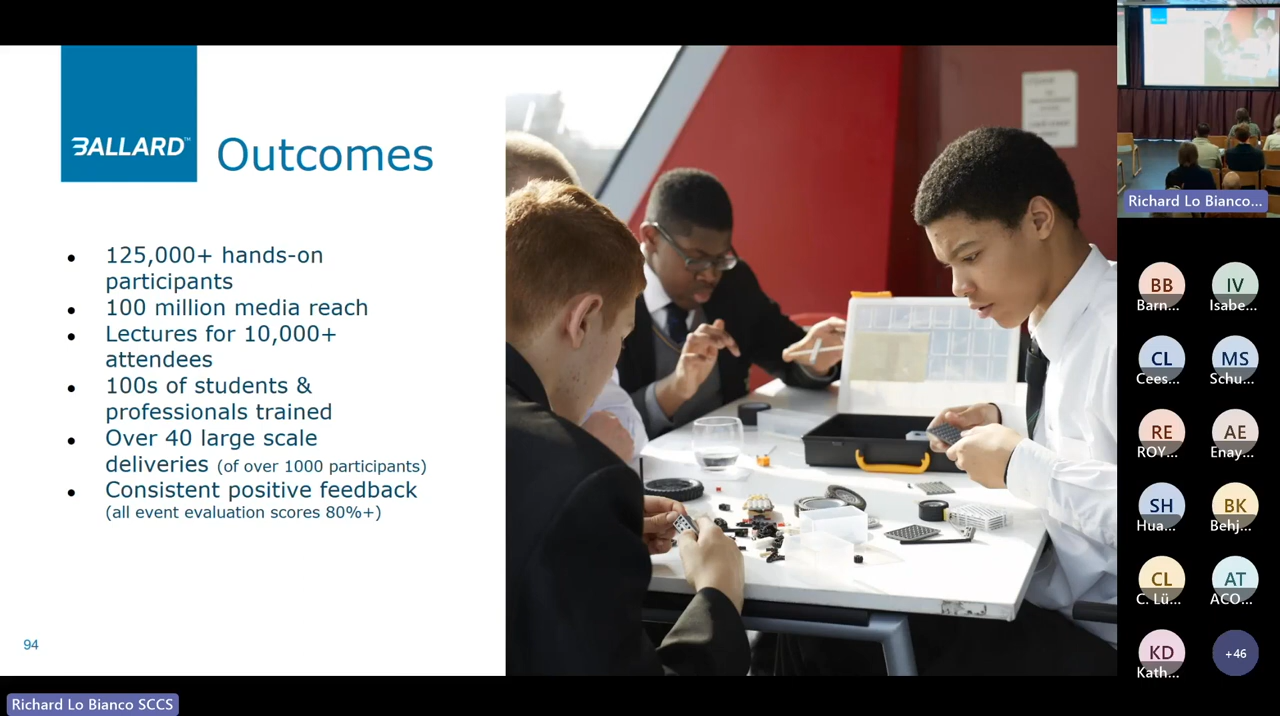 BALLARD™
Outcomes
• 125,000+ hands-on
participants
• 100 million media reach
• Lectures for 10,000+
attendees
• 100s of students &
professionals trained
• Over 40 large scale
deliveries (of over 1000 participants)
• Consistent positive feedback
(all event evaluation scores 80%+)
94
Richard Lo Bianco SCCS
Richard Lo Bianco...
BB
Barn...
IV
Isabe...
CL
Cees...
MS
Schu...
RE
ROY...
AE
Enay...
SH
Hua...
BK
Behj...
CL
C. Lü...
AT
ACO...
KD
Kath...
+46